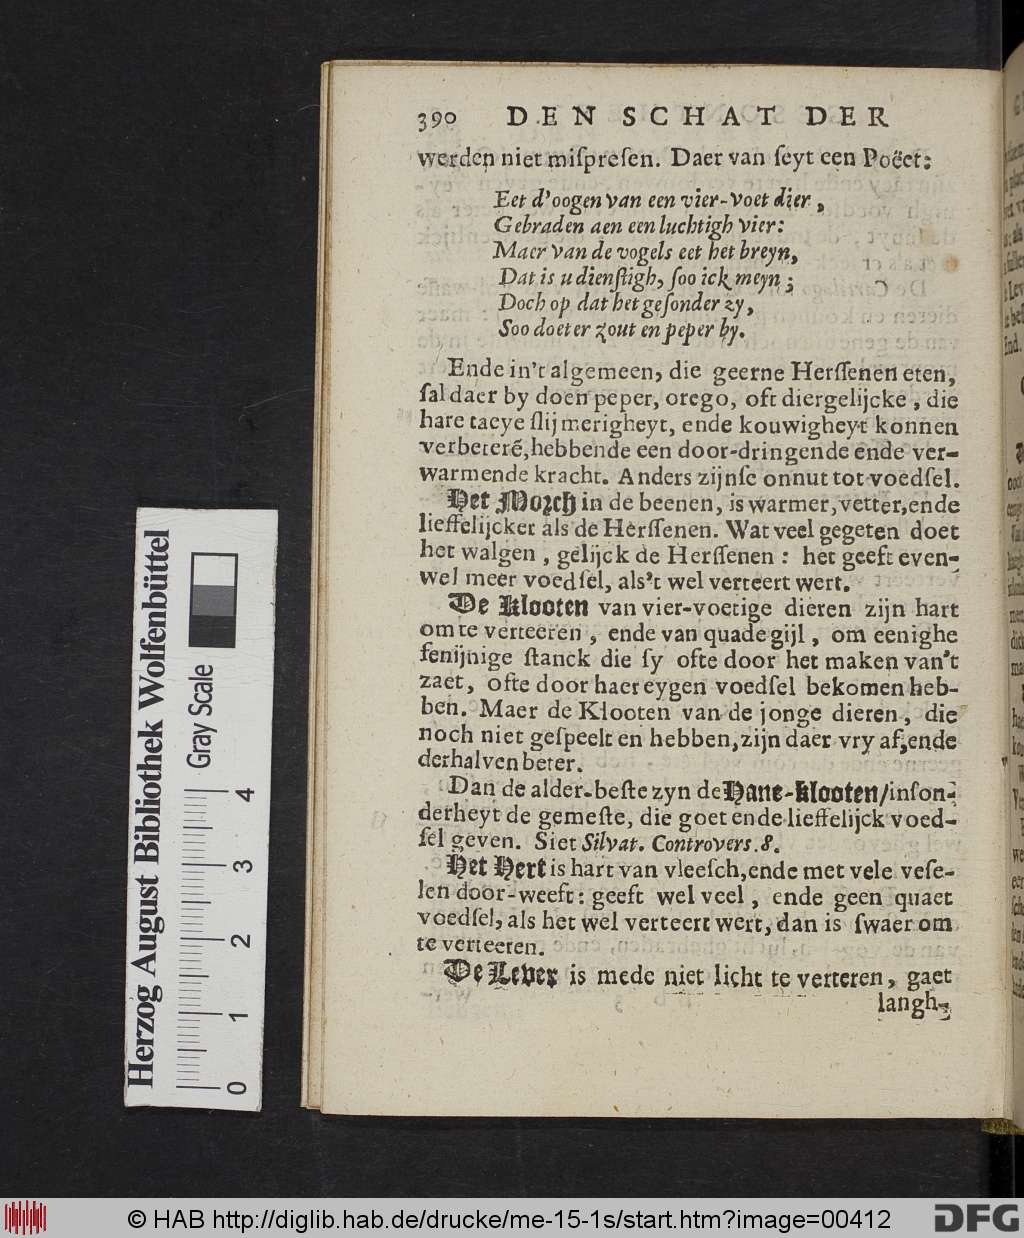 390 DEN SCHAT DER
werden niet miſpreſen. Daer van ſeyt een Poëet:
Eet d'oogen van een vier-voet dier,
Gebraden aen een luchtigh vier:
Maer van de vogels eet het breyn,
Dat is u dienſtigh, ſoo ick meyn;
Doch op dat het geſonder zy,
Soo doet er zout en peper by.
Ende in't algemeen, die geerne Herſſenen eten,
ſal daer by doen peper, orego, oft diergelijcke, die
hare taeye ſlijmerigheyt, ende kouwigheyt konnen
verbeterē, hebbende een door-dringende ende ver-
warmende kracht. Anders zijnſe onnut tot voedſel.
Het Morch in de beenen, is warmer, vetter, ende
lieffelijcker als de Herſſenen. Wat veel gegeten doet
het walgen, gelijck de Herſſenen: het geeft even-
wel meer voedſel, als't wel verteert wert.
De Klooten van vier-voetige dieren zijn hart
om te verteeren, ende van quade gijl, om eenighe
fenijnige ſtanck die ſy ofte door het maken van't
zaet, ofte door haer eygen voedſel bekomen heb-
ben. Maer de Klooten van de jonge dieren, die
noch niet geſpeelt en hebben, zijn daer vry af, ende
derhalven beter.
Dan de alder-beſte zyn de Hane-klooten/ inſon-
derheyt de gemeſte, die goet ende lieffelijck voed-
ſel geven. Siet Silvat. Controvers. 8.
Het Hert is hart van vleeſch, ende met vele veſe-
len door-weeft: geeft wel veel, ende geen quaet
voedſel, als het wel verteert wert, dan is ſwaer om
te verteeren.
De Lever is mede niet licht te verteren, gaet
langh-
Herzog August Bibliothek Wolfenbüttel
Gray Scale
0 1 2 3 4
© HAB http://diglib.hab.de/drucke/me-15-1s/start.htm?image=00412
DFG